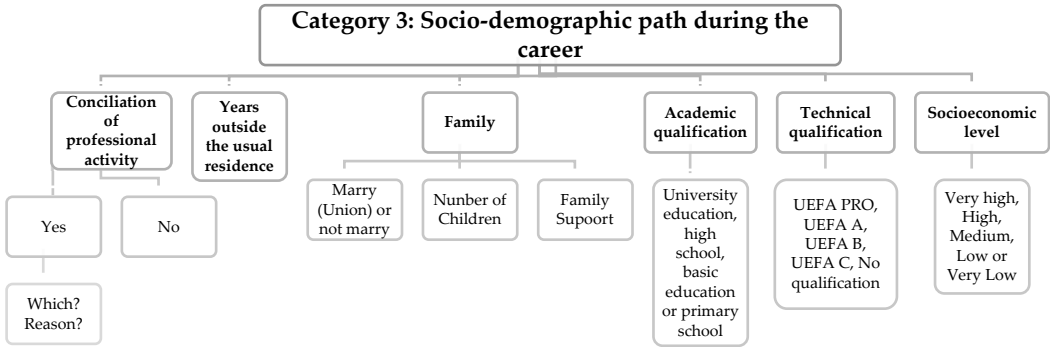 Category 3: Socio-demographic path during the
career
Conciliation
of
professional
activity
Years
outside
the usual
residence
Family
Academic
qualification
Technical
qualification
Socioeconomic
level
Yes
No
Marry
(Union) or
not marry
Nunber of
Children
Family
Supoort
University
education,
high
school,
basic
education
or primary
school
UEFA PRO,
UEFA A,
UEFA B,
UEFA C, No
qualification
Very high,
High,
Medium,
Low or
Very Low
Which?
Reason?